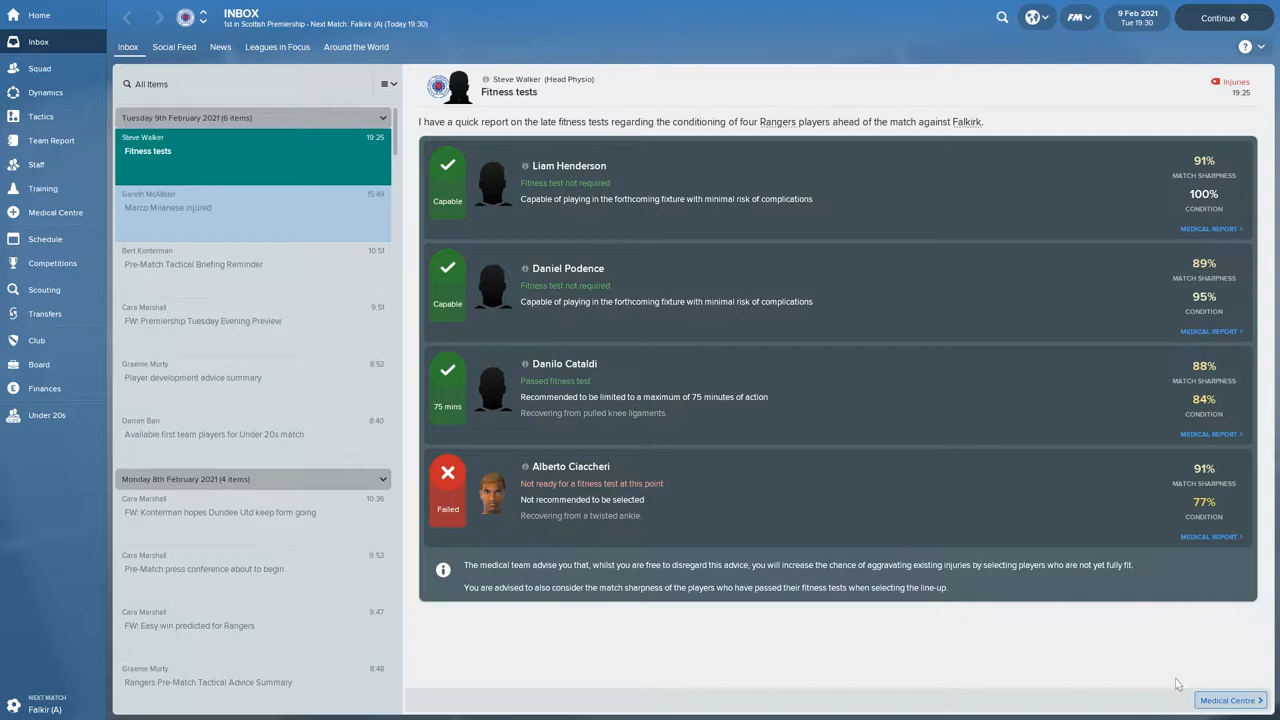 Home
Inbox
Squad
Dynamics
Tactics
Team Report
Staff
Training
Medical Centre
Schedule
Competitions
Scouting
Transfers
Club
Board
Finances
Under 20s
NEXT MATCH
Falkir (A)
INBOX
1st in Scottish Premiership - Next Match: Falkirk (A) (Today 19:30)
FM
9 Feb 2021
Tue 19:30
Continue
Inbox Social Feed News Leagues in Focus Around the World
?
All Items
Tuesday 9th February 2021 (6 items)
Steve Walker 19:25
Fitness tests
Gareth McAllister 15:49
Marco Milanese injured
Bert Konterman 10:51
Pre-Match Tactical Briefing Reminder
Cara Marshall 9:51
FW: Premiership Tuesday Evening Preview
Graeme Murty 8:52
Player development advice summary
Darren Barr 8:40
Available first team players for Under 20s match
Monday 8th February 2021 (4 items)
Cara Marshall 10:36
FW: Konterman hopes Dundee Utd keep form going
Cara Marshall 9:53
Pre-Match press conference about to begin
Cara Marshall 9:47
FW: Easy win predicted for Rangers
Graeme Murty 8:48
Rangers Pre-Match Tactical Advice Summary
Steve Walker (Head Physio)
Fitness tests
Injuries
19:25
I have a quick report on the late fitness tests regarding the conditioning of four Rangers players ahead of the match against Falkirk.
Capable
Liam Henderson
Fitness test not required
Capable of playing in the forthcoming fixture with minimal risk of complications
91%
MATCH SHARPNESS
100%
CONDITION
MEDICAL REPORT >
Capable
Daniel Podence
Fitness test not required
Capable of playing in the forthcoming fixture with minimal risk of complications
89%
MATCH SHARPNESS
95%
CONDITION
MEDICAL REPORT >
75 mins
Danilo Cataldi
Passed fitness test
Recommended to be limited to a maximum of 75 minutes of action
Recovering from pulled knee ligaments.
88%
MATCH SHARPNESS
84%
CONDITION
MEDICAL REPORT >
Failed
Alberto Ciaccheri
Not ready for a fitness test at this point
Not recommended to be selected
Recovering from a twisted ankle.
91%
MATCH SHARPNESS
77%
CONDITION
MEDICAL REPORT >
The medical team advise you that, whilst you are free to disregard this advice, you will increase the chance of aggravating existing injuries by selecting players who are not yet fully fit.
You are advised to also consider the match sharpness of the players who have passed their fitness tests when selecting the line-up.
Medical Centre >